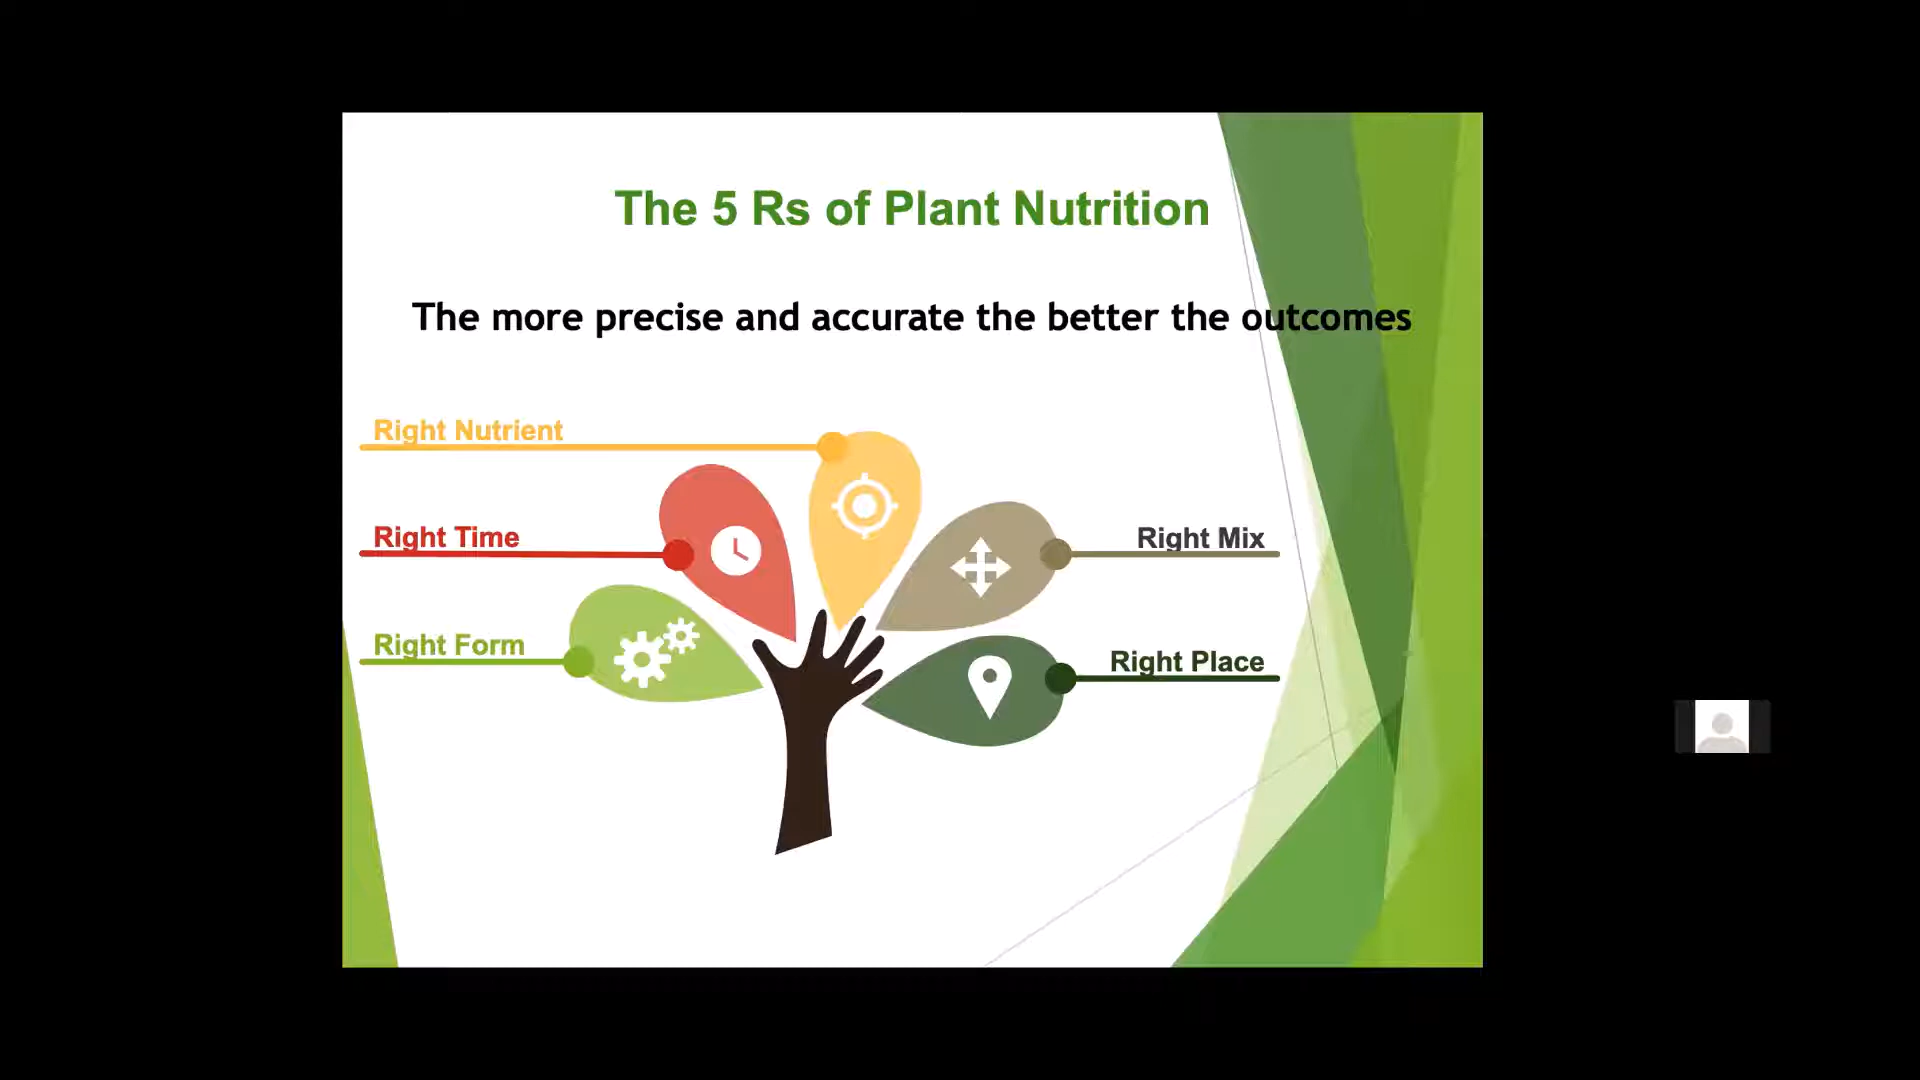 The 5 Rs of Plant Nutrition
The more precise and accurate the better the outcomes
Right Nutrient
Right Time
Right Form
Right Mix
Right Place